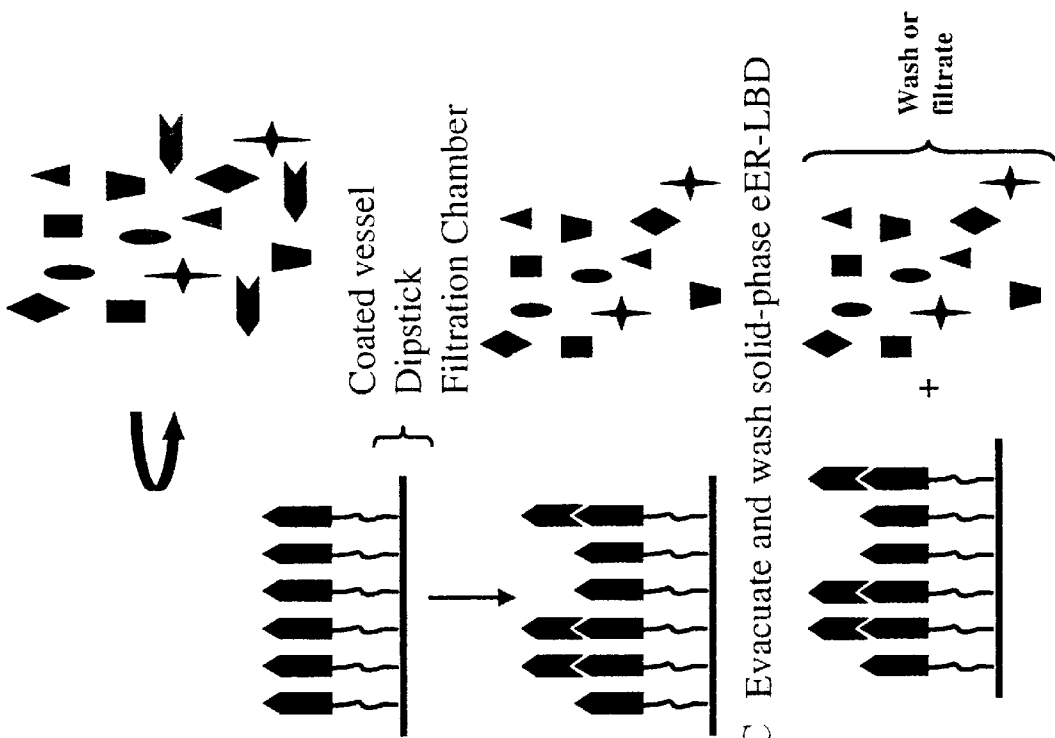 Coated vessel
Dipstick
Filtration Chamber
C Evacuate and wash solid-phase eER-LBD
+
Wash or
filtrate